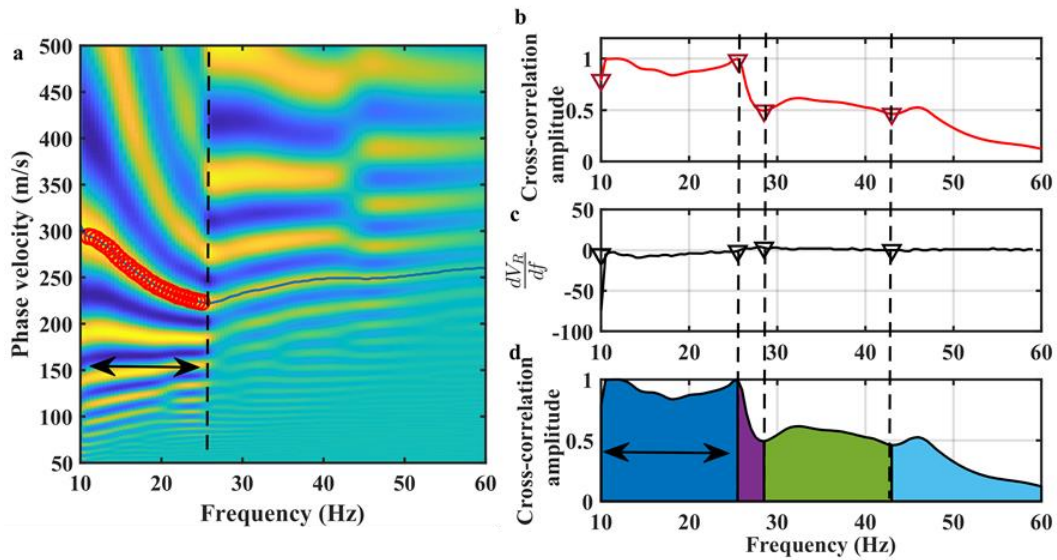 a
500
450
400
350
300
250
200
150
100
50
Phase velocity (m/s)
10 20 30 40 50 60
Frequency (Hz)
b
1
0.5
0
Cross-correlation
amplitude
10 20 30 40 50 60
c
50
0
-50
-100
dV_R
df
10 20 30 40 50 60
d
1
0.5
0
Cross-correlation
amplitude
10 20 30 40 50 60
Frequency (Hz)